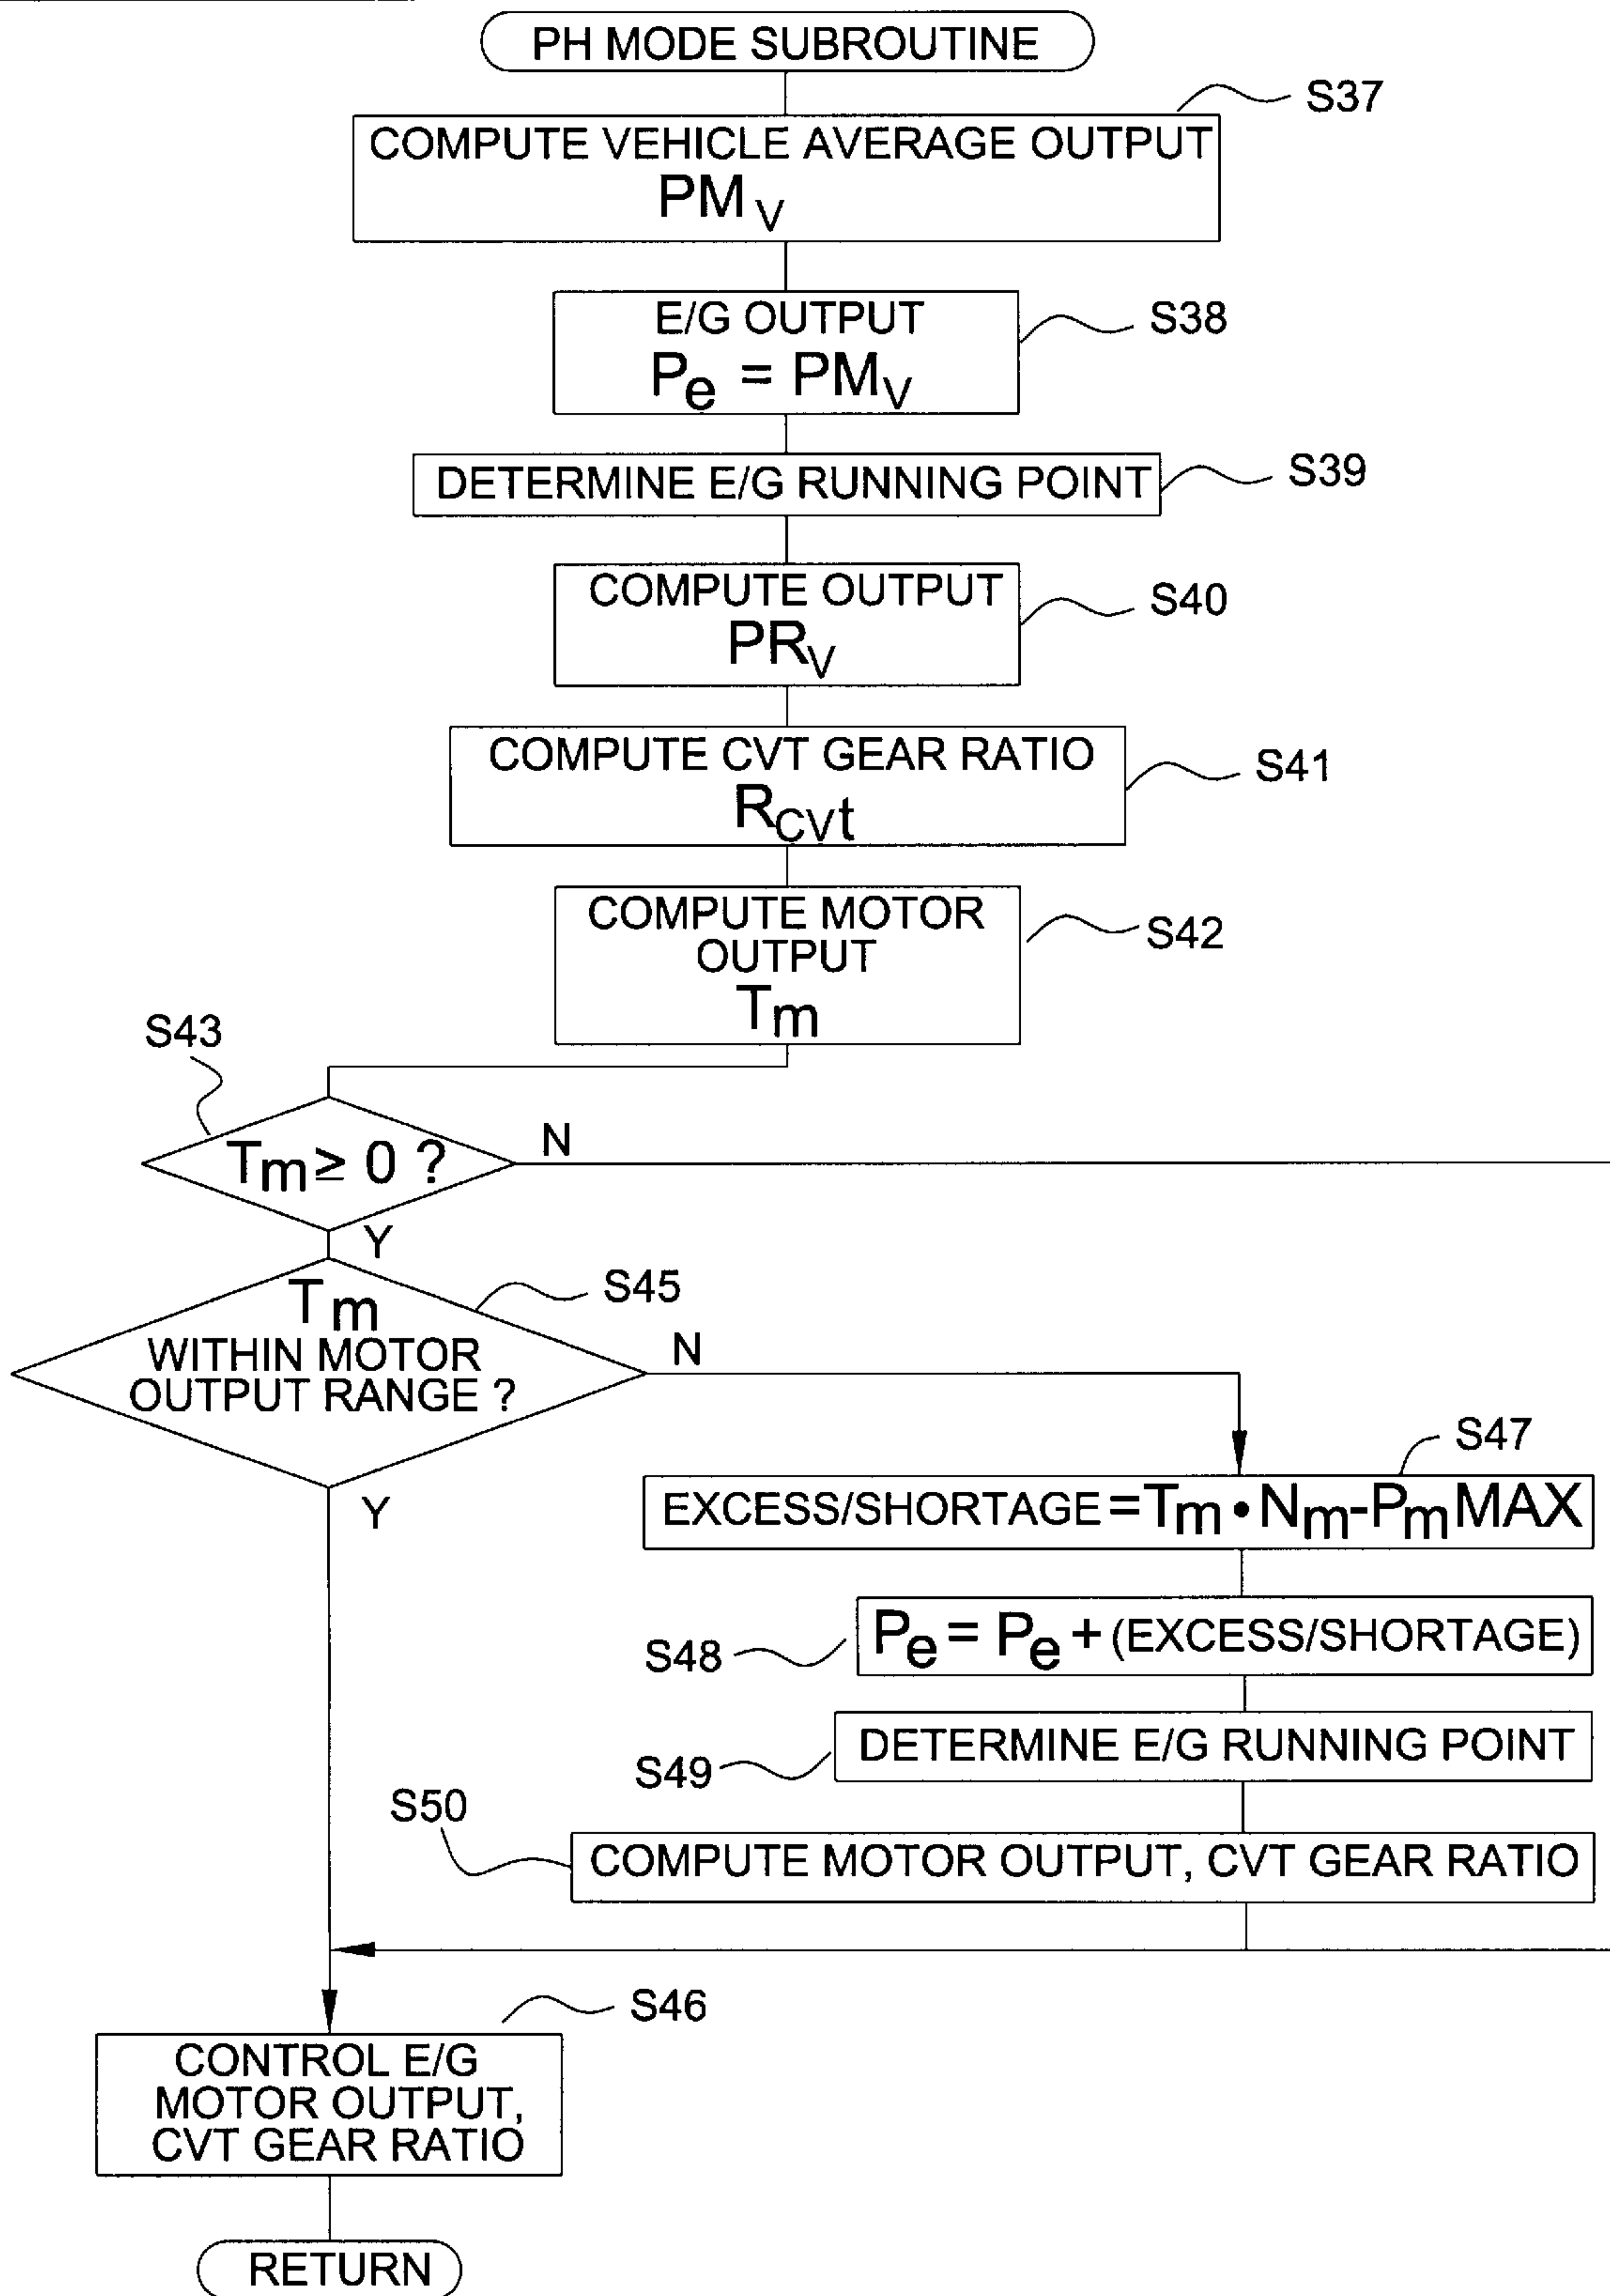 PH MODE SUBROUTINE
S37
COMPUTE VEHICLE AVERAGE OUTPUT
PMV
S38
E/G OUTPUT
Pe = PMV
S39
DETERMINE E/G RUNNING POINT
S40
COMPUTE OUTPUT
PRV
S41
COMPUTE CVT GEAR RATIO
RCVt
S42
COMPUTE MOTOR
OUTPUT
Tm
S43
Tm ≥ 0 ?
N
Y
S45
Tm
WITHIN MOTOR
OUTPUT RANGE ?
N
Y
S47
EXCESS/SHORTAGE = Tm • Nm-PmMAX
S48
Pe = Pe + (EXCESS/SHORTAGE)
S49
DETERMINE E/G RUNNING POINT
S50
COMPUTE MOTOR OUTPUT, CVT GEAR RATIO
S46
CONTROL E/G
MOTOR OUTPUT,
CVT GEAR RATIO
RETURN